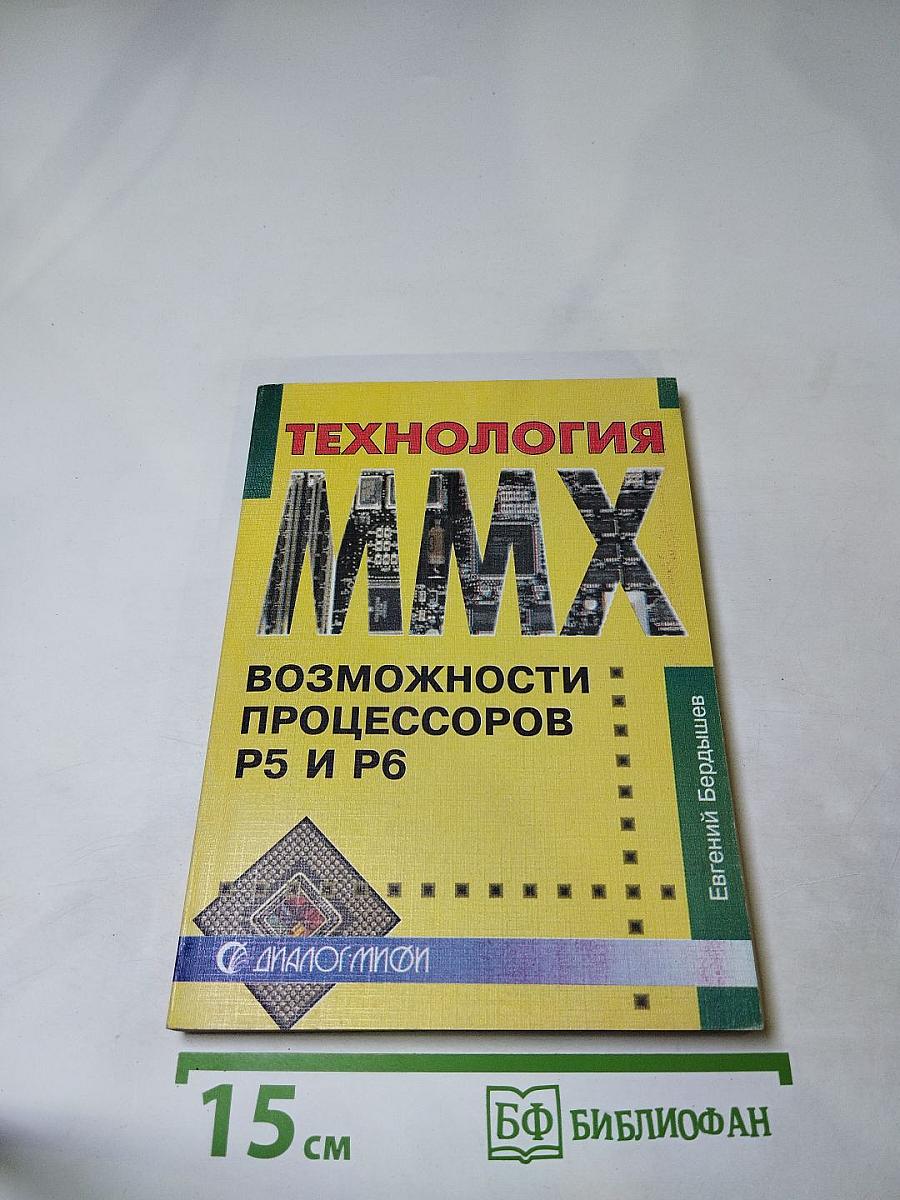 ТЕХНОЛОГИЯ
MMX
ВОЗМОЖНОСТИ
ПРОЦЕССОРОВ
P5 И P6
Евгений Бердышев
ДИАЛОГ·МИФИ
15 см
БФ БИБЛИОФАН